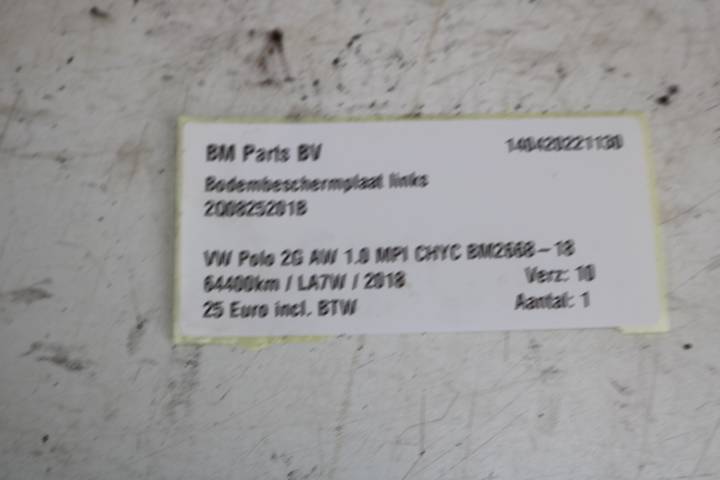 BM Parts BV 140420221130
Bodembeschermplaat links
2Q0825201B
VW Polo 2G AW 1.0 MPI CHYC BM2668-18
64400km / LA7W / 2018 Verz: 10
25 Euro incl. BTW Aantal: 1